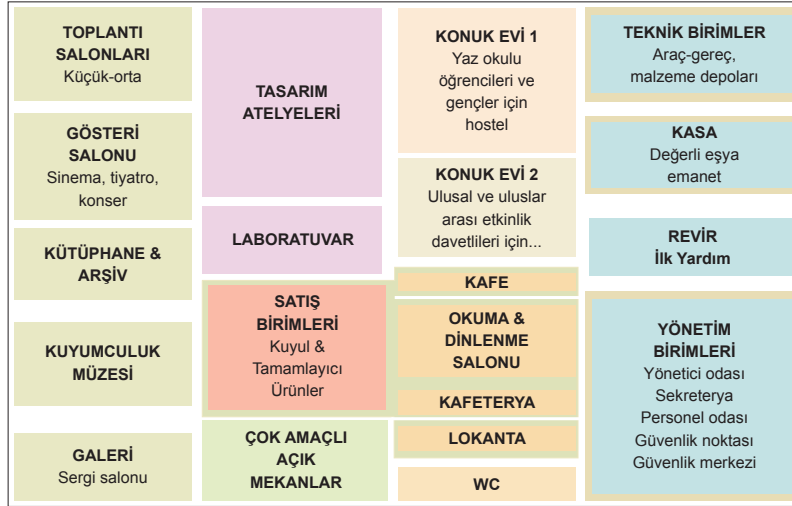 TOPLANTI
SALONLARI
Küçük-orta
GÖSTERİ
SALONU
Sinema, tiyatro,
konser
KÜTÜPHANE &
ARŞİV
KUYUMCULUK
MÜZESİ
GALERİ
Sergi salonu
TASARIM
ATELYELERİ
LABORATUVAR
SATIŞ
BİRİMLERİ
Kuyul &
Tamamlayıcı
Ürünler
ÇOK AMAÇLI
AÇIK
MEKANLAR
KONUK EVİ 1
Yaz okulu
öğrencileri ve
gençler için
hostel
KONUK EVİ 2
Ulusal ve uluslar
arası etkinlik
davetlileri için...
KAFE
OKUMA &
DİNLENME
SALONU
KAFETERYA
LOKANTA
WC
TEKNİK BİRİMLER
Araç-gereç,
malzeme depoları
KASA
Değerli eşya
emanet
REVİR
İlk Yardım
YÖNETİM
BİRİMLERİ
Yönetici odası
Sekreterya
Personel odası
Güvenlik noktası
Güvenlik merkezi